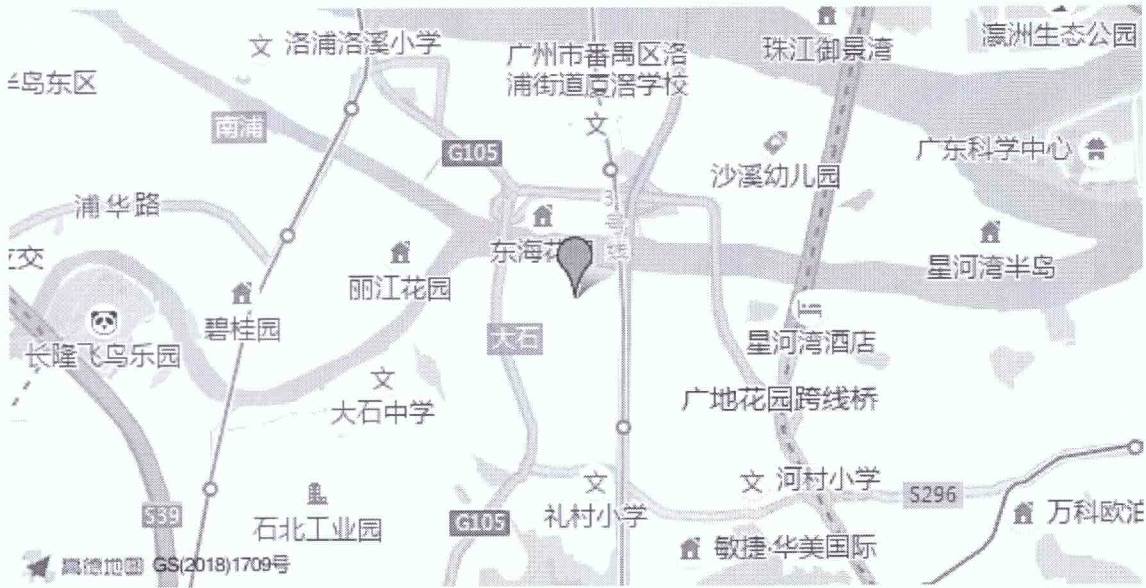 洛浦洛溪小学
广州市番禺区洛
浦街道厦滘学校
珠江御景湾
瀛洲生态公园
半岛东区
南浦
G105
沙溪幼儿园
广东科学中心
浦华路
东海花
3号线
丽江花园
星河湾半岛
碧桂园
长隆飞鸟乐园
大石
星河湾酒店
大石中学
广地花园跨线桥
河村小学
S296
S39
石北工业园
G105
礼村小学
敏捷·华美国际
万科欧泊
高德地图 GS(2018)1709号